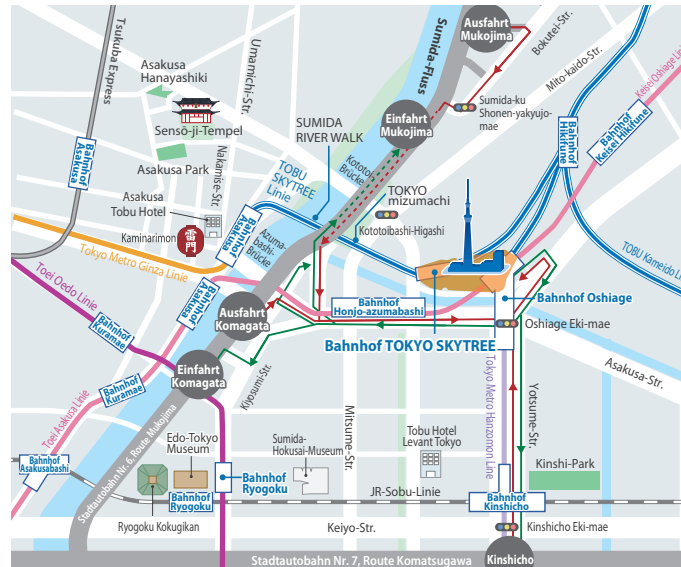 Ausfahrt
Mukojima
Bokutei-Str.
Mito-kaido-Str.
Keisei Oshiage Linie
Tsukuba Express
Umamichi-Str.
Sumida-Fluss
Asakusa
Hanayashiki
Sensō-ji-Tempel
Asakusa Park
Nakamise-Str.
SUMIDA
RIVER WALK
Einfahrt
Mukojima
Sumida-ku
Shonen-yakyujo-
mae
Bahnhof
Hikifune
Bahnhof
Keisei Hikifune
Bahnhof
Asakusa
TOBU
SKYTREE
Linie
Kototoi-
Brücke
TOKYO
mizumachi
Kototoibashi-Higashi
Asakusa
Tobu Hotel
Kaminarimon
雷門
Bahnhof
Asakusa
Azuma-
bashi-
Brücke
Tokyo Metro Ginza Linie
TOBU Kameido Linie
Toei Oedo Linie
Bahnhof
Asakusa
Ausfahrt
Komagata
Bahnhof
Honjo-azumabashi
Bahnhof Oshiage
Oshiage Eki-mae
Bahnhof TOKYO SKYTREE
Bahnhof
Kuramae
Einfahrt
Komagata
Kiyosumi-Str.
Asakusa-Str.
Bahnhof
Kuramae
Toei Asakusa Linie
Stadtautobahn Nr. 6, Route Mukojima
Mitsume-Str.
Tokyo Metro Hanzomon Linie
Yotsume-Str.
Edo-Tokyo
Museum
Sumida-
Hokusai-Museum
Tobu Hotel
Levant Tokyo
Bahnhof
Asakusabashi
Bahnhof
Ryogoku
Bahnhof
Ryogoku
Kinshi-Park
JR-Sobu-Linie
Bahnhof
Kinshicho
Ryogoku Kokugikan
Keiyo-Str.
Kinshicho Eki-mae
Stadtautobahn Nr. 7, Route Komatsugawa
Kinshicho